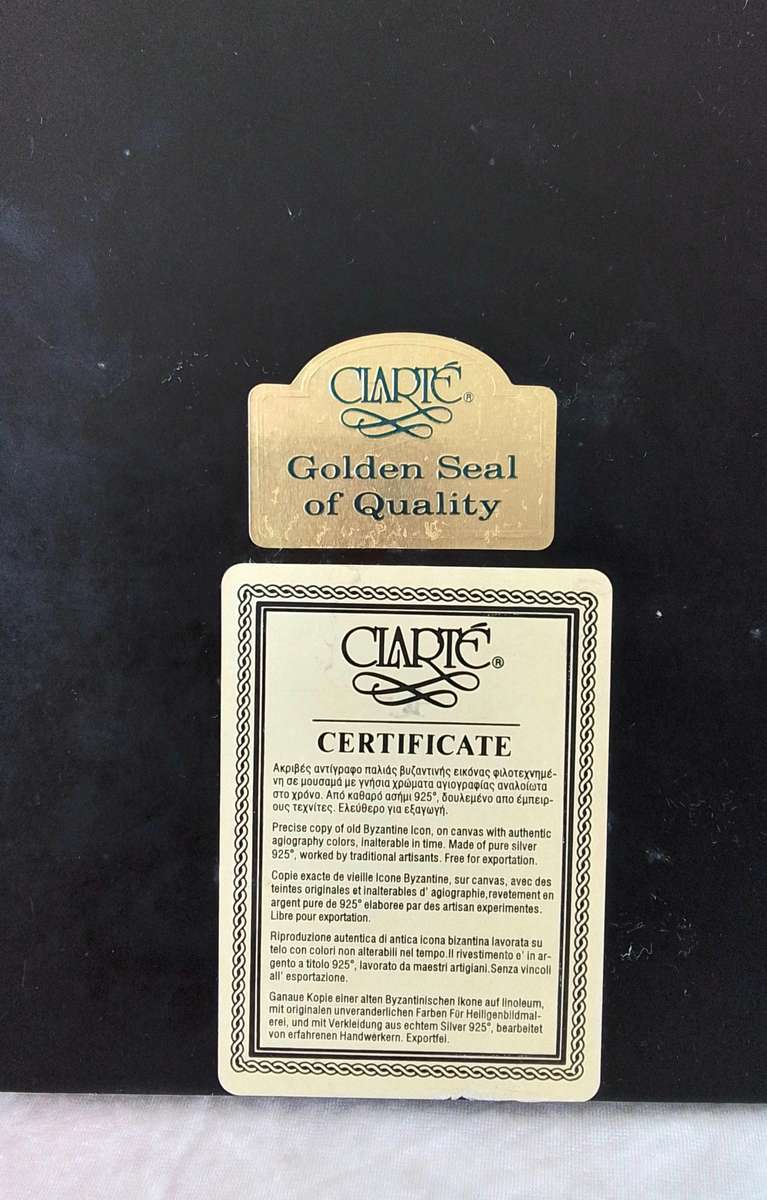 CLARTÉ®
Golden Seal
of Quality
CLARTÉ®
CERTIFICATE
Ακριβές αντίγραφο παλιάς βυζαντινής εικόνας φιλοτεχνημέ-
νη σε μουσαμά με γνήσια χρώματα αγιογραφίας αναλοίωτα
στο χρόνο. Από καθαρό ασήμι 925°, δουλεμένο απο έμπειρ-
ους τεχνίτες. Ελεύθερο για εξαγωγή.
Precise copy of old Byzantine Icon, on canvas with authentic
agiography colors, inalterable in time. Made of pure silver
925°, worked by traditional artisants. Free for exportation.
Copie exacte de vieille Icone Byzantine, sur canvas, avec des
teintes originales et inalterables d' agiographie,revetement en
argent pure de 925° elaboree par des artisan experimentes.
Libre pour exportation.
Riproduzione autentica di antica icona bizantina lavorata su
telo con colori non alterabili nel tempo.Il rivestimento e' in ar-
gento a titolo 925°, lavorato da maestri artigiani.Senza vincoli
all' esportazione.
Ganaue Kopie einer alten Byzantinischen Ikone auf linoleum,
mit originalen unveranderlichen Farben Für Heiligenbildmal-
erei, und mit Verkleidung aus echtem Silver 925°, bearbeitet
von erfahrenen Handwerkern. Exportfei.